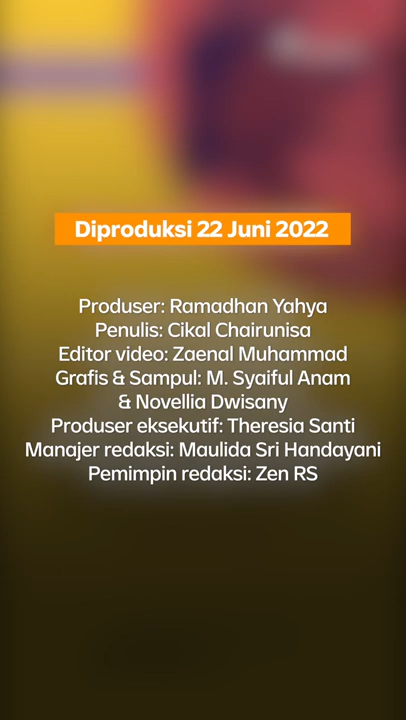 Diproduksi 22 Juni 2022
Produser: Ramadhan Yahya
Penulis: Cikal Chairunisa
Editor video: Zaenal Muhammad
Grafis & Sampul: M. Syaiful Anam
& Novellia Dwisany
Produser eksekutif: Theresia Santi
Manajer redaksi: Maulida Sri Handayani
Pemimpin redaksi: Zen RS